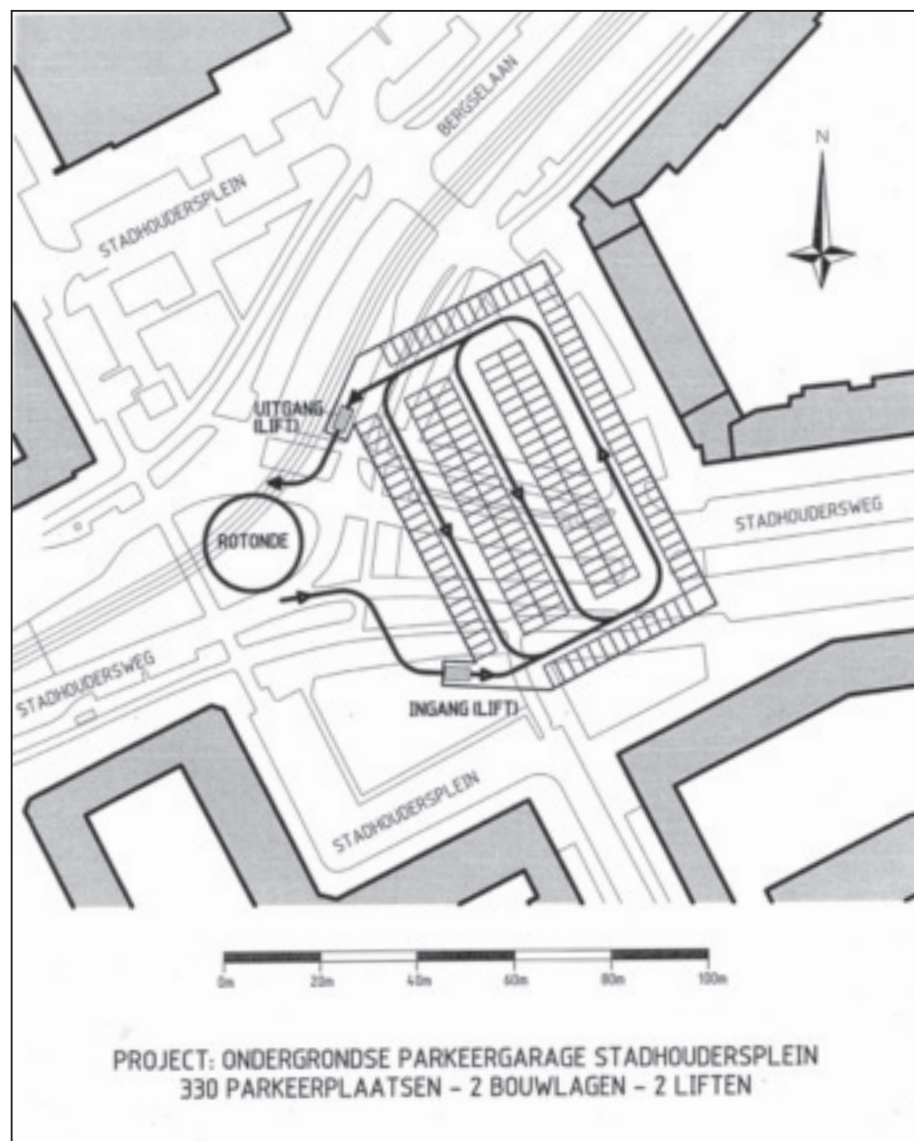 BERGSELAAN
N
STADHOUDERSPLEIN
UITGANG
(LIFT)
ROTONDE
STADHOUDERSWEG
STADHOUDERSWEG
INGANG (LIFT)
STADHOUDERSPLEIN
0m 20m 40m 60m 80m 100m
PROJECT: ONDERGRONDSE PARKEERGARAGE STADHOUDERSPLEIN
330 PARKEERPLAATSEN - 2 BOUWLAGEN - 2 LIFTEN